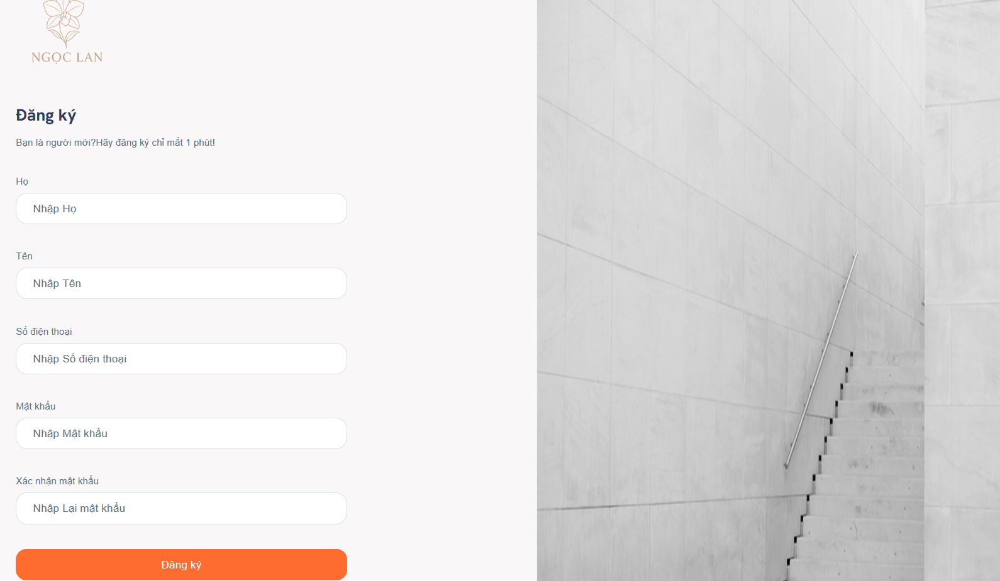 NGỌC LAN
Đăng ký
Bạn là người mới?Hãy đăng ký chỉ mất 1 phút!
Họ
Nhập Họ
Tên
Nhập Tên
Số điện thoại
Nhập Số điện thoại
Mật khẩu
Nhập Mật khẩu
Xác nhận mật khẩu
Nhập Lại mật khẩu
Đăng ký